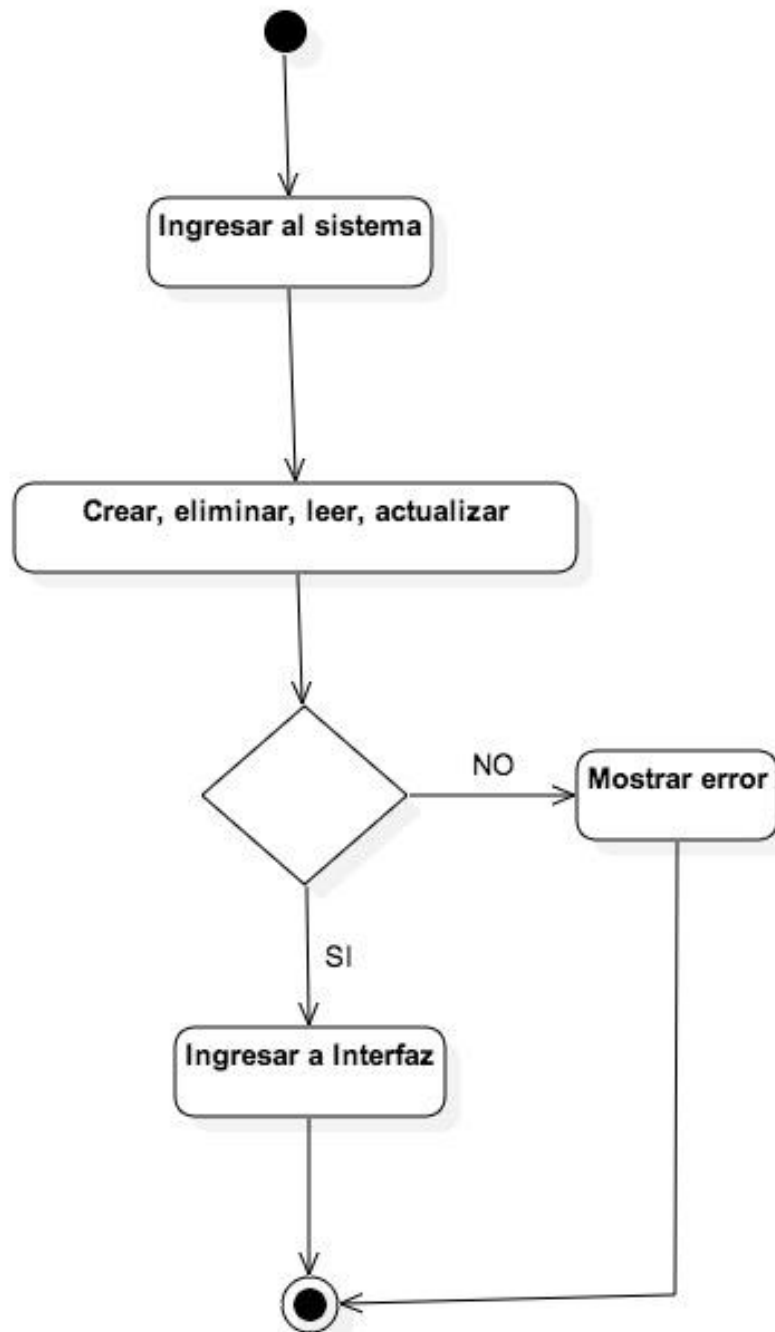 Ingresar al sistema
Crear, eliminar, leer, actualizar
NO
Mostrar error
SI
Ingresar a Interfaz